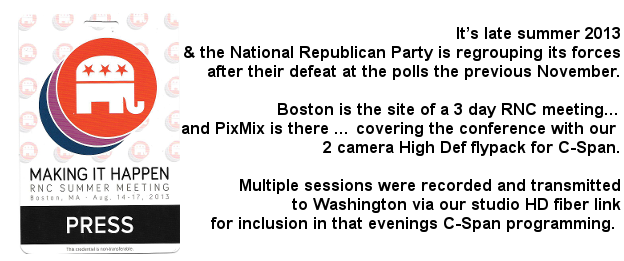 MAKING IT HAPPEN
RNC SUMMER MEETING
Boston, MA - Aug. 14-17, 2013
PRESS
This credential is non-transferable.
It's late summer 2013
& the National Republican Party is regrouping its forces
after their defeat at the polls the previous November.
Boston is the site of a 3 day RNC meeting...
and PixMix is there ... covering the conference with our
2 camera High Def flypack for C-Span.
Multiple sessions were recorded and transmitted
to Washington via our studio HD fiber link
for inclusion in that evenings C-Span programming.